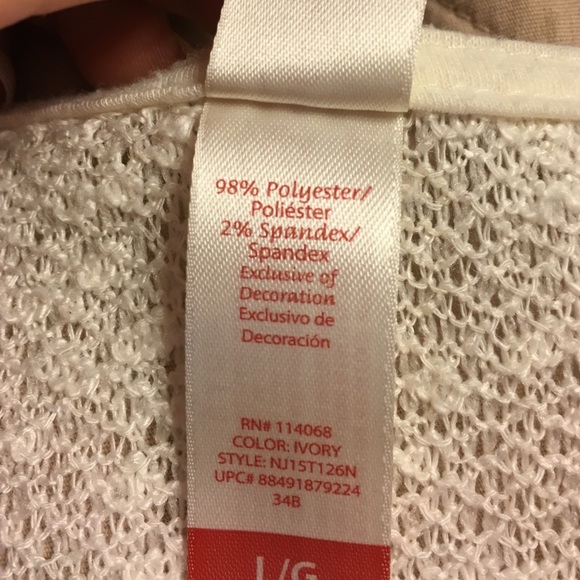 98% Polyester/
Poliéster
2% Spandex/
Spandex
Exclusive of
Decoration
Exclusivo de
Decoración
RN# 114068
COLOR: IVORY
STYLE: NJ1ST126N
UPC# 88491879224
34B
L/G